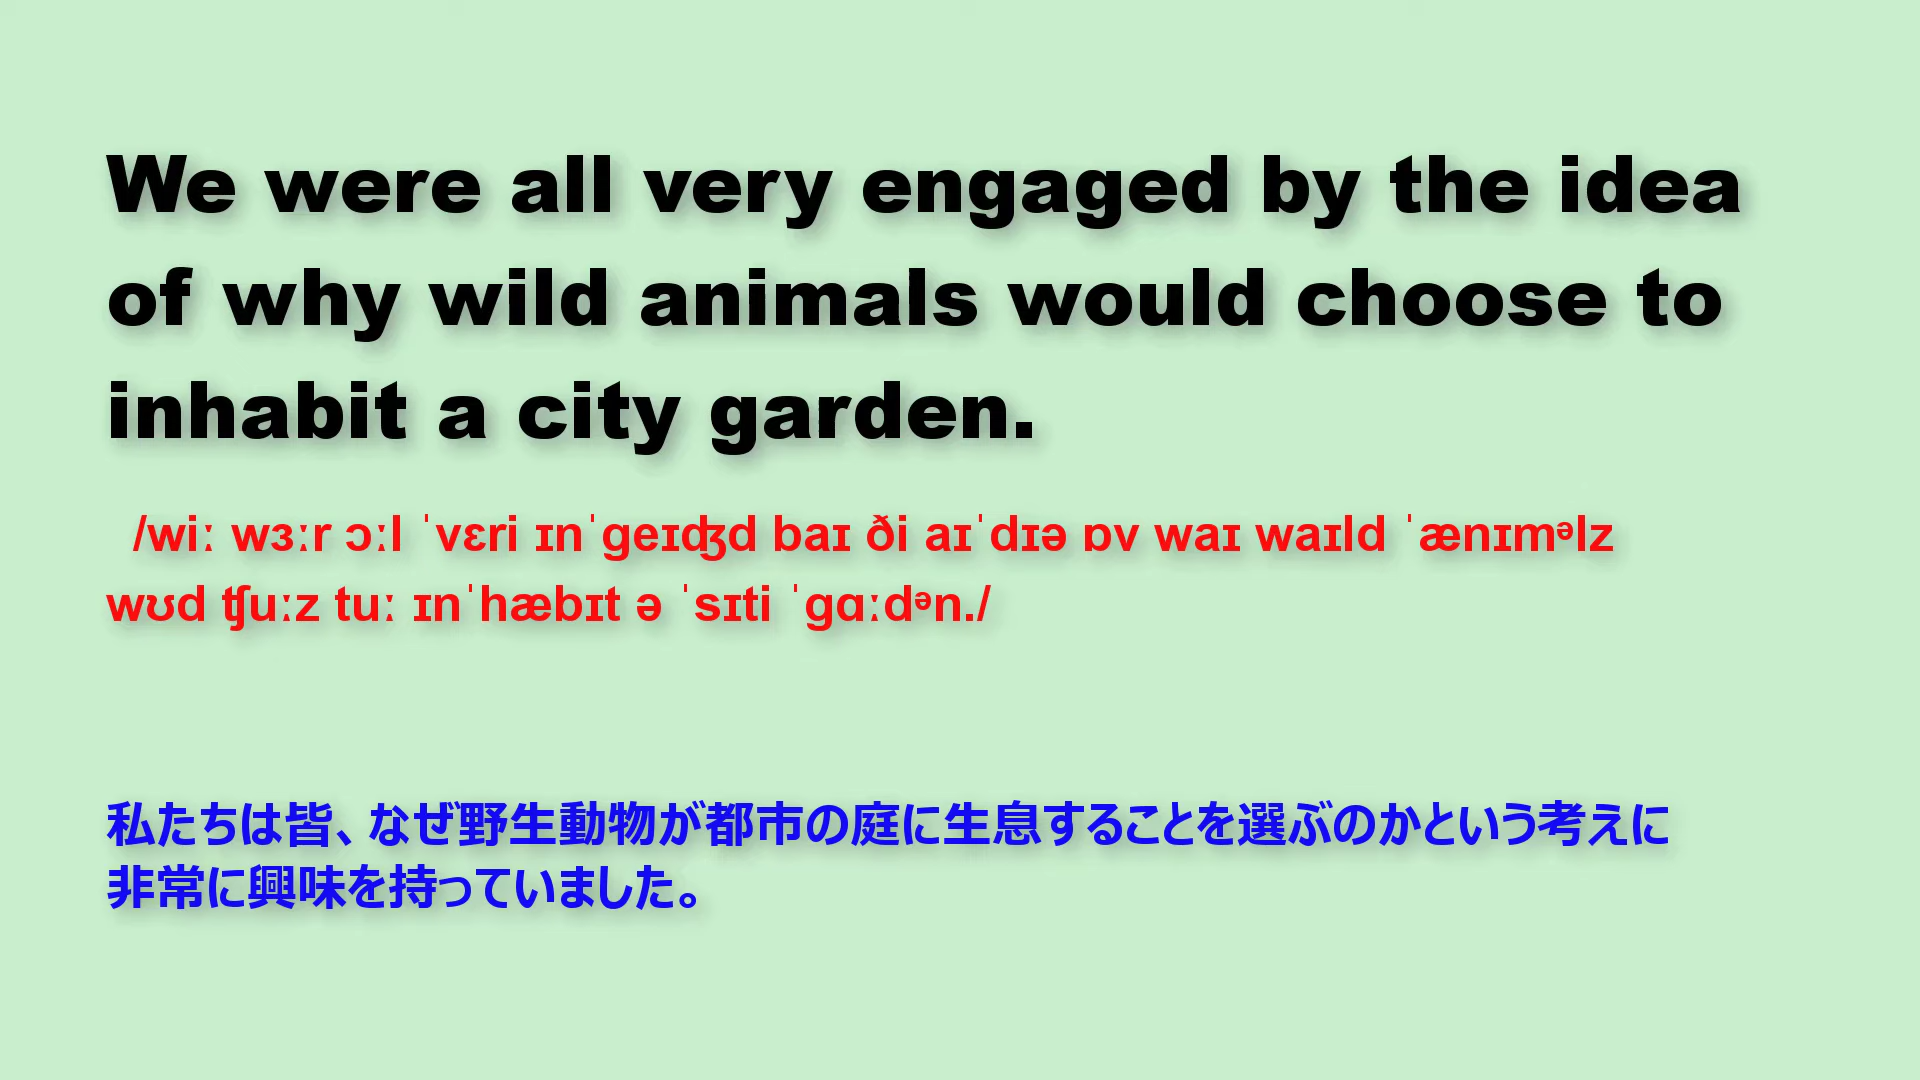 We were all very engaged by the idea
of why wild animals would choose to
inhabit a city garden.
/wiː wɜːr ɔːl ˈvɛri ɪnˈgeɪʤd baɪ ði aɪˈdɪə ɒv waɪ waɪld ˈænɪmᵊlz
wʊd ʧuːz tuː ɪnˈhæbɪt ə ˈsɪti ˈgɑːdᵊn./
私たちは皆、なぜ野生動物が都市の庭に生息することを選ぶのかという考えに
非常に興味を持っていました。